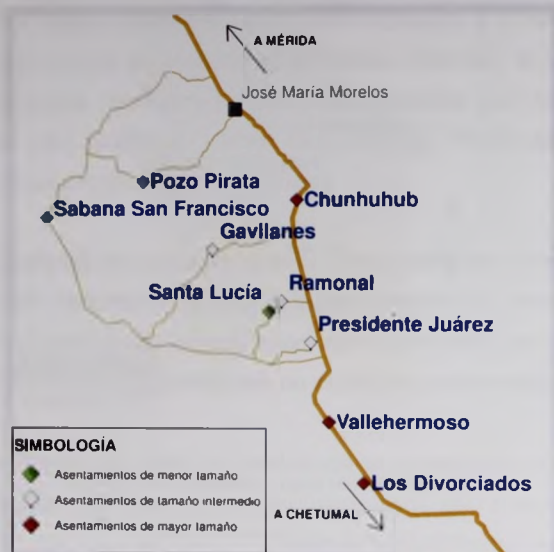 A MÉRIDA
José María Morelos
Pozo Pirata
Chunhuhub
Sabana San Francisco
Gavilanes
Ramonal
Santa Lucía
Presidente Juárez
Vallehermoso
SIMBOLOGÍA
Asentamientos de menor tamaño
Los Divorciados
Asentamientos de tamaño intermedio
A CHETUMAL
Asentamientos de mayor tamaño